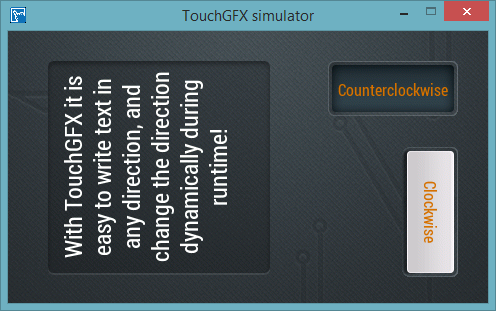 TouchGFX simulator
With TouchGFX it is
easy to write text in
any direction, and
change the direction
dynamically during
runtime!
Counterclockwise
Clockwise